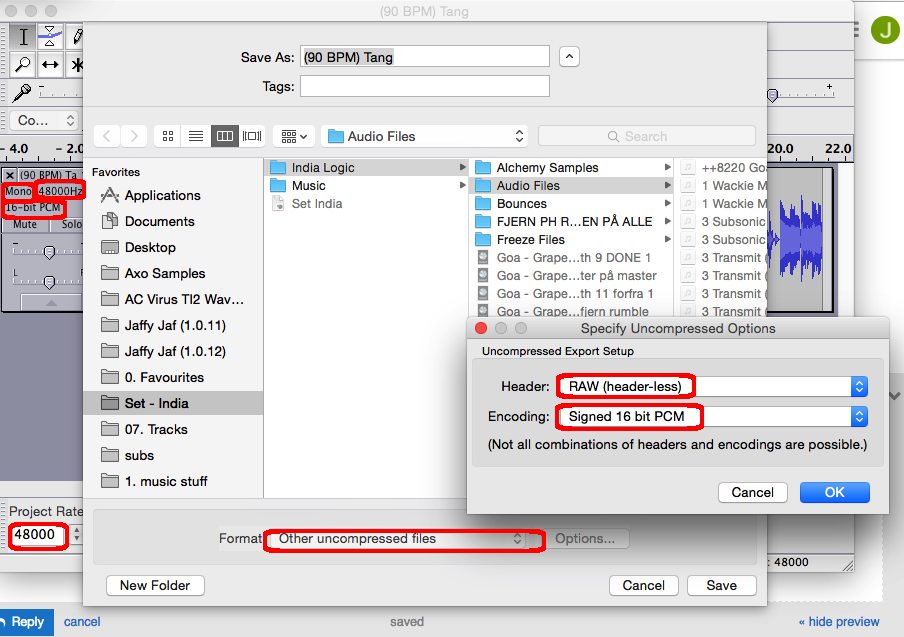 (90 BPM) Tang
J
Save As: (90 BPM) Tang
Tags:
Co...
Audio Files
Search
- 4.0 - 2.0
20.0 22.0
(90 BPM) Ta
Mono, 48000Hz
16-bit PCM
Mute Solo
L R
Favorites
Applications
Documents
Desktop
Axo Samples
AC Virus TI2 Wav…
Jaffy Jaf (1.0.11)
Jaffy Jaf (1.0.12)
0. Favourites
Set - India
07. Tracks
subs
1. music stuff
India Logic
Music
Set India
Alchemy Samples
Audio Files
Bounces
FJERN PH R...EN PÅ ALLE
Freeze Files
Goa - Grape...th 9 DONE 1
Goa - Grape...ter på master
Goa - Grape...th 11 forfra 1
Goa - Grape...fjern rumble
++8220 Go
1 Wackie M
1 Wackie M
3 Subsonic
3 Subsonic
3 Transmit (
3 Transmit (
3 Transmit (
Specify Uncompressed Options
Uncompressed Export Setup
Header: RAW (header-less)
Encoding: Signed 16 bit PCM
(Not all combinations of headers and encodings are possible.)
Cancel OK
Project Rate
48000
Format Other uncompressed files Options...
: 48000
New Folder Cancel Save
Reply cancel saved « hide preview